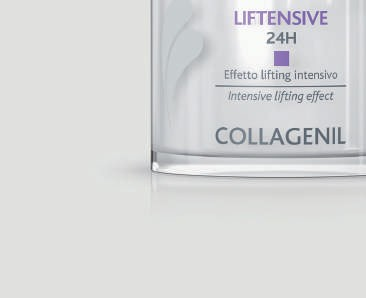 LIFTENSIVE
24H
Effetto lifting intensivo
Intensive lifting effect
COLLAGENIL